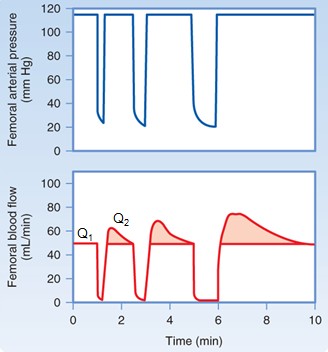 Femoral arterial pressure
(mm Hg)
120
100
80
60
40
20
0
Femoral blood flow
(mL/min)
100
80
60
40
20
0
Q1
Q2
0
2
4
6
8
10
Time (min)